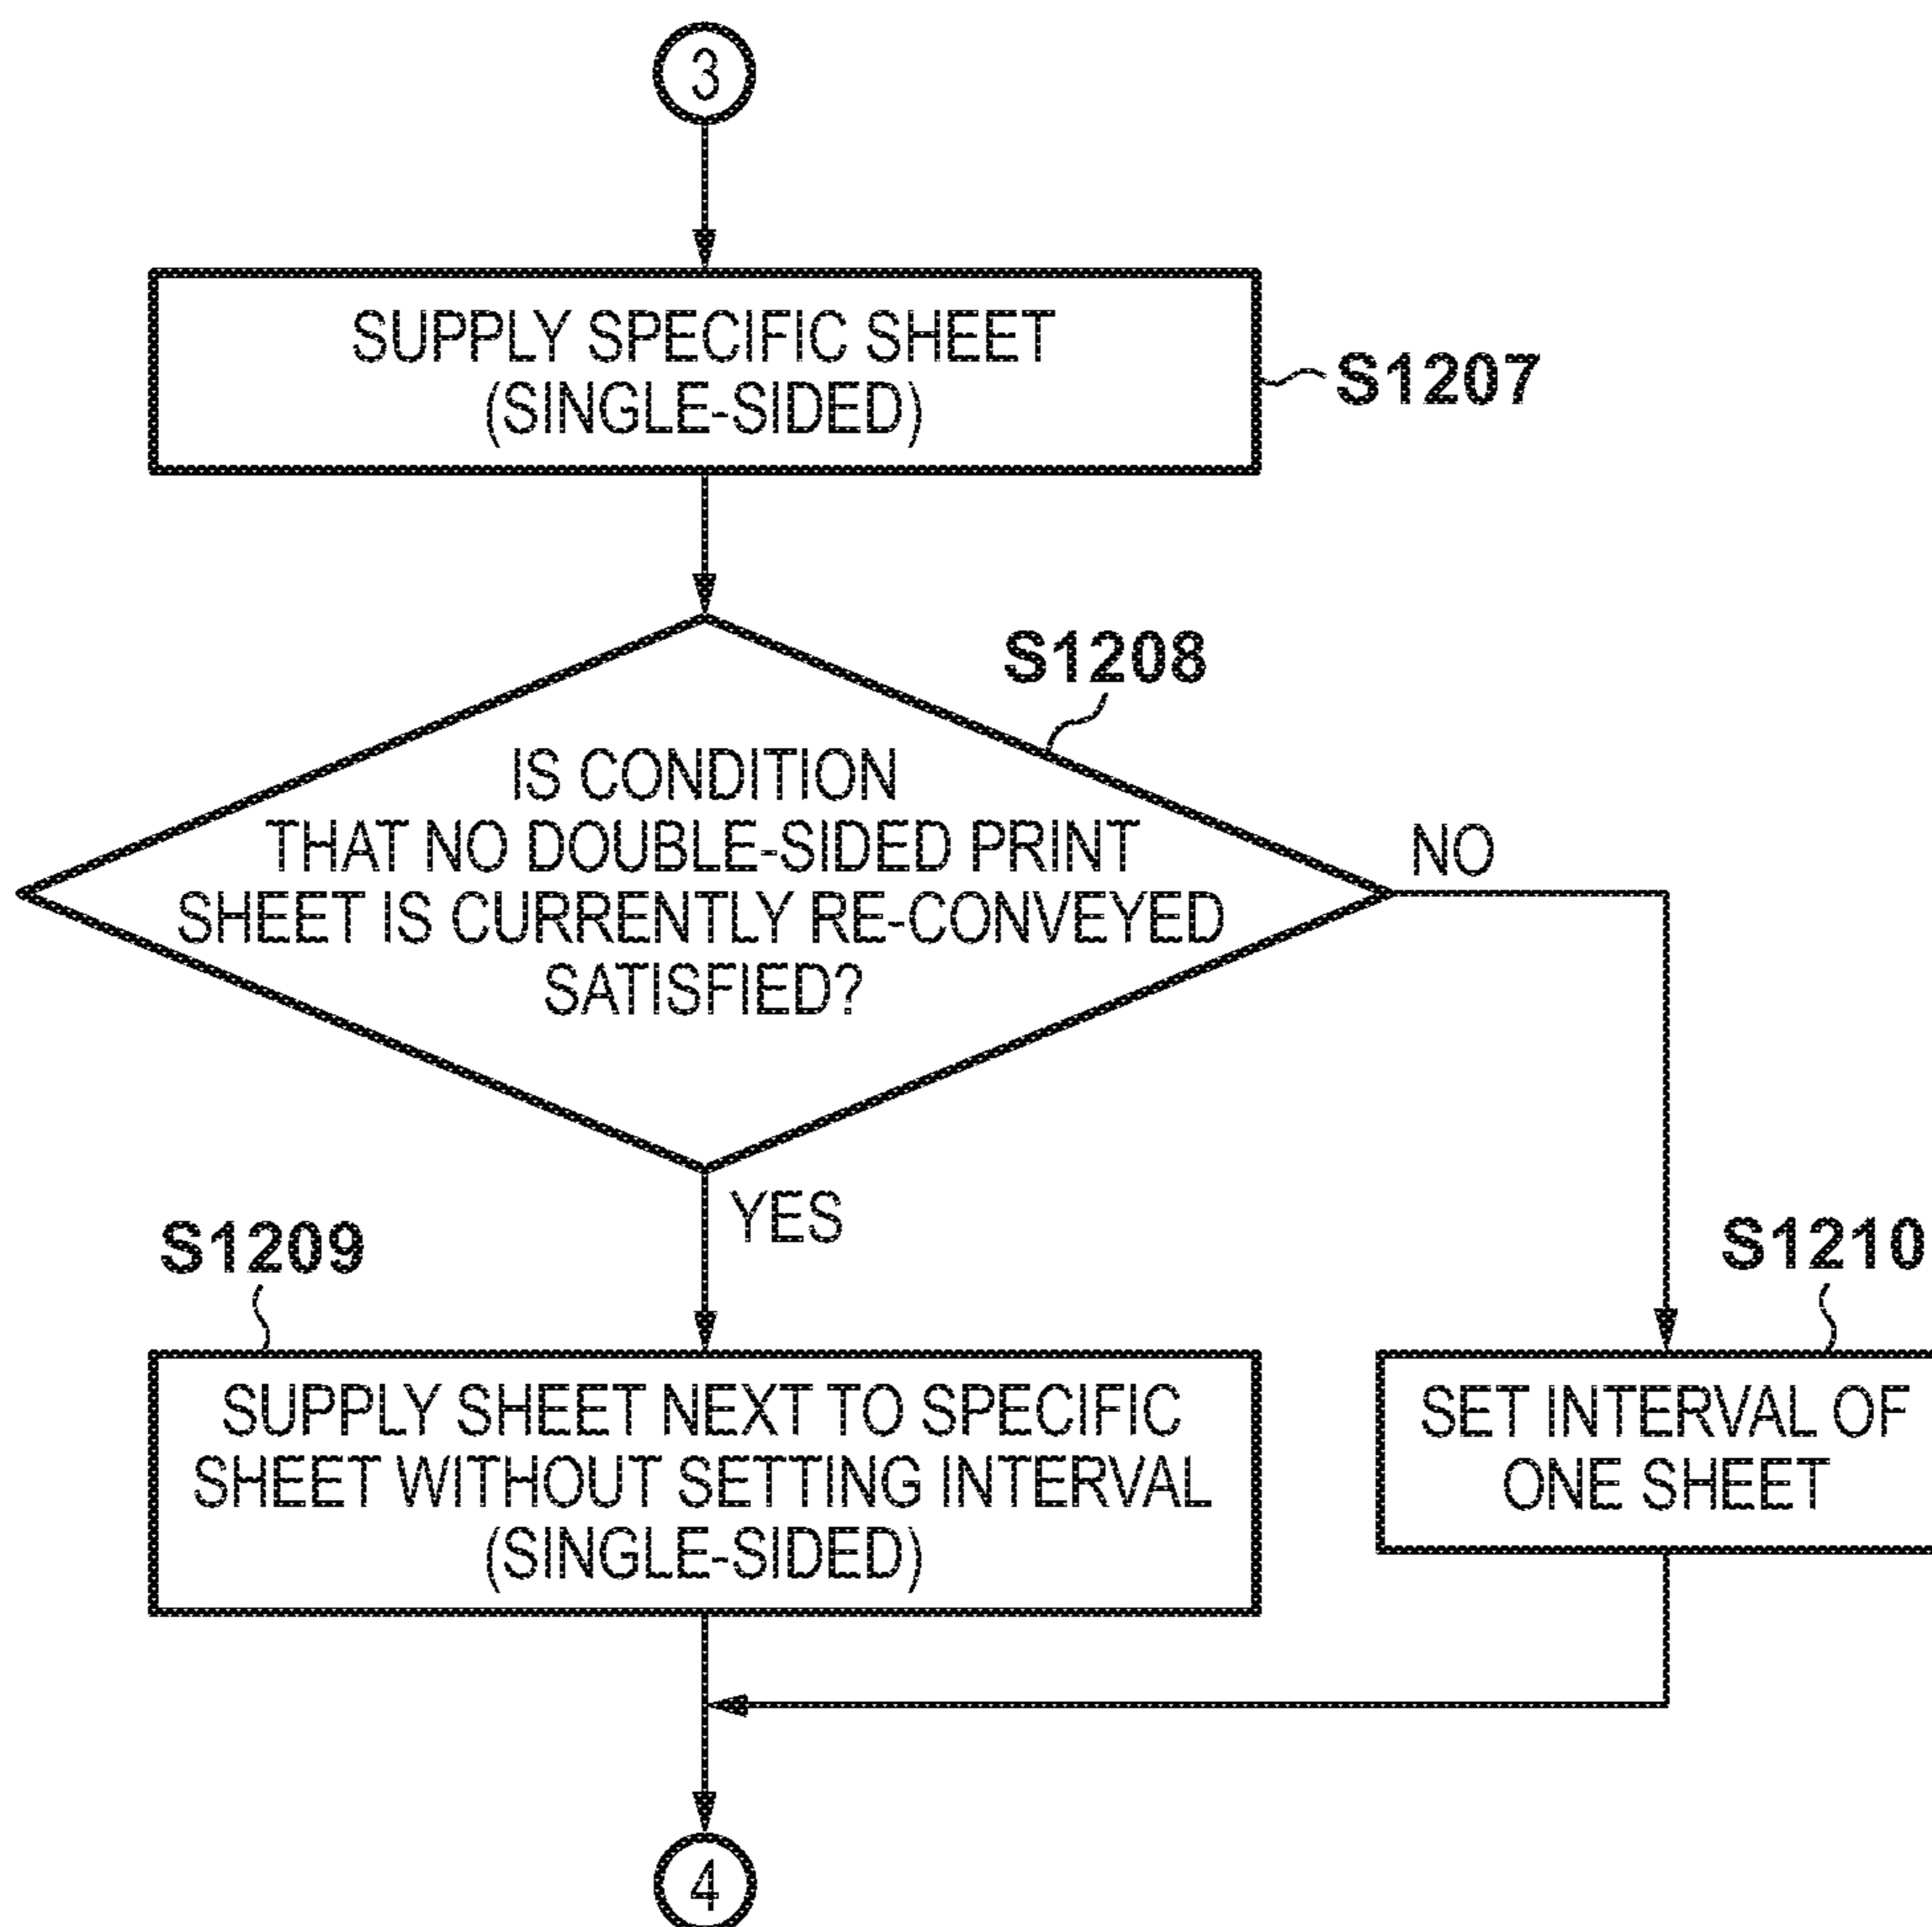 3
SUPPLY SPECIFIC SHEET
(SINGLE-SIDED)
S1207
S1208
IS CONDITION
THAT NO DOUBLE-SIDED PRINT
SHEET IS CURRENTLY RE-CONVEYED
SATISFIED?
NO
YES
S1209
SUPPLY SHEET NEXT TO SPECIFIC
SHEET WITHOUT SETTING INTERVAL
(SINGLE-SIDED)
S1210
SET INTERVAL OF
ONE SHEET
4